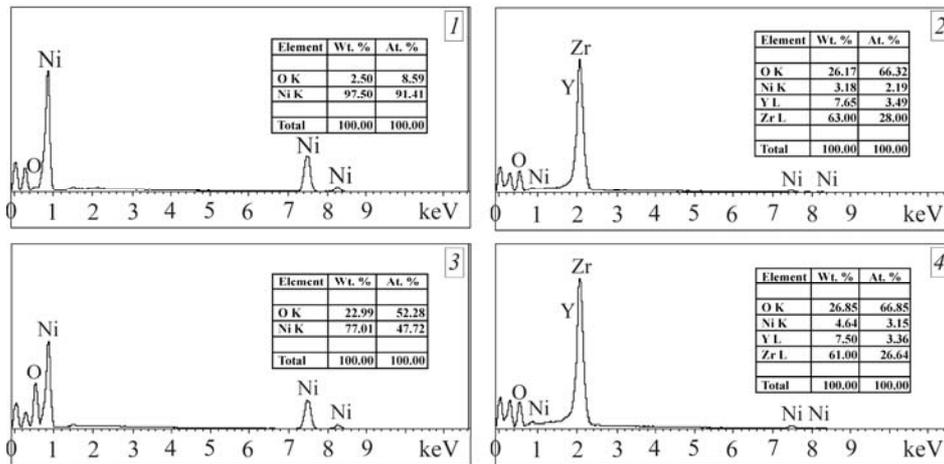 1
Ni
Element Wt. % At. %
O K 2.50 8.59
Ni K 97.50 91.41
Total 100.00 100.00
O
Ni
Ni
0 1 2 3 4 5 6 7 8 9 keV
2
Zr
Y
Element Wt. % At. %
O K 26.17 66.32
Ni K 3.18 2.19
Y L 7.65 3.49
Zr L 63.00 28.00
Total 100.00 100.00
O
Ni
Ni Ni
0 1 2 3 4 5 6 7 8 9 keV
3
Ni
Element Wt. % At. %
O K 22.99 52.28
Ni K 77.01 47.72
Total 100.00 100.00
O
Ni
Ni
0 1 2 3 4 5 6 7 8 9 keV
4
Zr
Y
Element Wt. % At. %
O K 26.85 66.85
Ni K 4.64 3.15
Y L 7.50 3.36
Zr L 61.00 26.64
Total 100.00 100.00
O
Ni
Ni Ni
0 1 2 3 4 5 6 7 8 9 keV